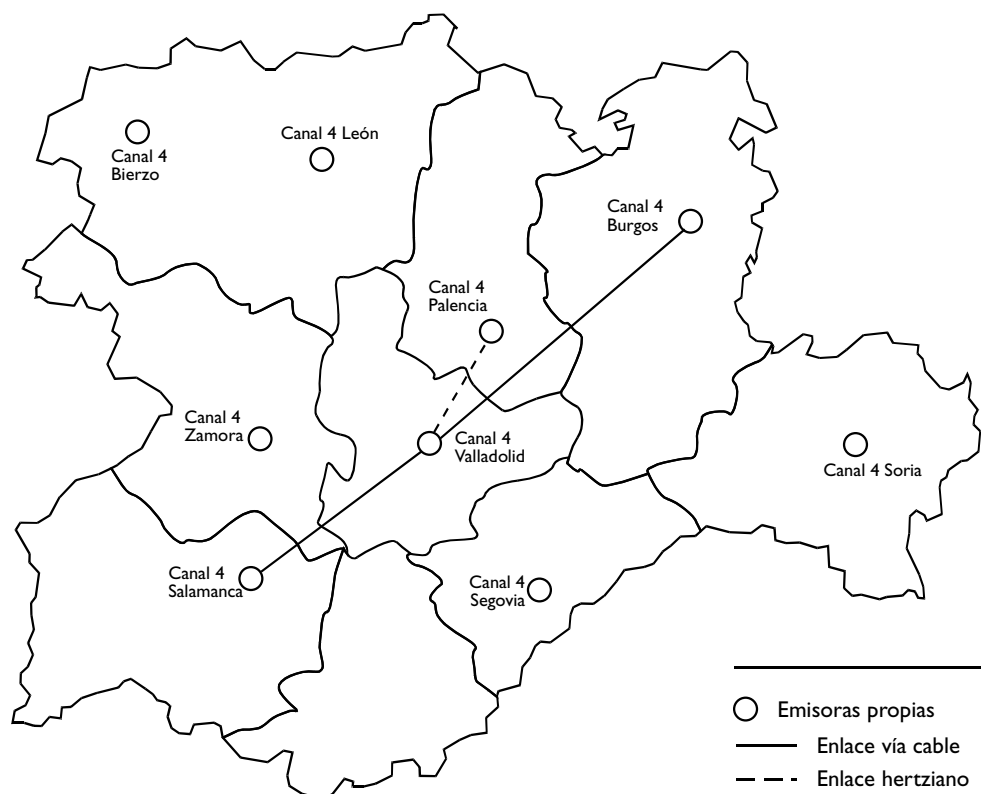 Canal 4
Bierzo
Canal 4 León
Canal 4
Burgos
Canal 4
Palencia
Canal 4
Zamora
Canal 4
Valladolid
Canal 4 Soria
Canal 4
Salamanca
Canal 4
Segovia
Emisoras propias
Enlace vía cable
Enlace hertziano